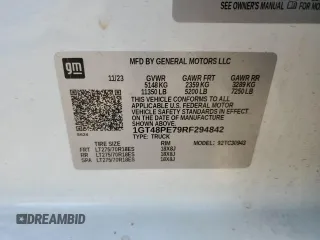 SEE OWNER'S MANUAL
gm
MFD BY GENERAL MOTORS LLC
11/23 GVWR GAWR FRT GAWR RR
5148 KG 2359 KG 3289 KG
11350 LB 5200 LB 7250 LB
THIS VEHICLE CONFORMS TO ALL APPLICABLE
U.S. FEDERAL MOTOR VEHICLE SAFETY
STANDARDS IN EFFECT ON THE DATE OF
MANUFACTURE SHOWN ABOVE.
1GT48PE79RF294842
TYPE: TRUCK
TIRE SIZE RIM MODEL:
FRT LT275/70R18ES 18X8J
RR LT275/70R18ES 18X8J
SPA LT275/70R18ES 18X8J
DREAMBID